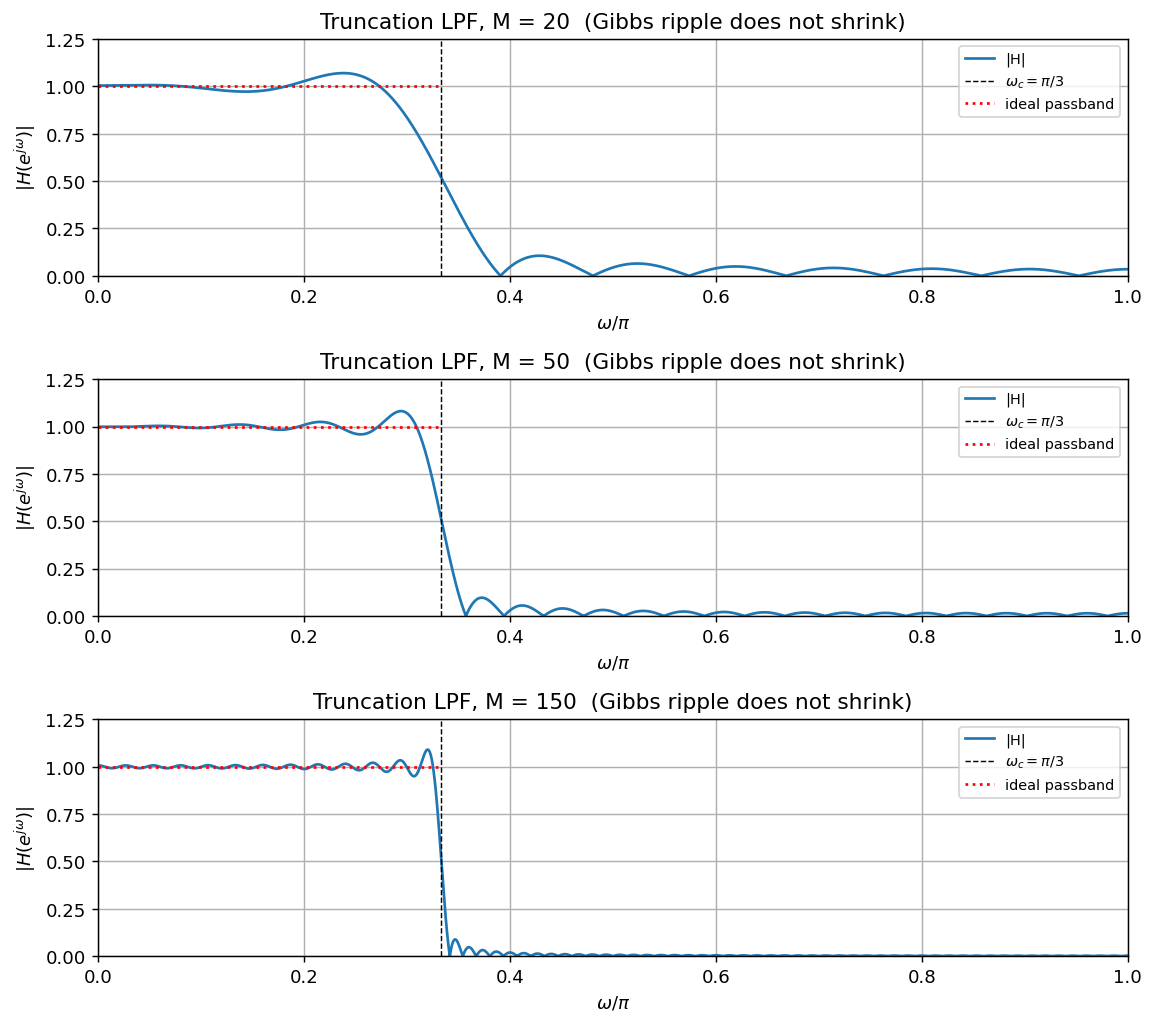 Truncation LPF, M = 20  (Gibbs ripple does not shrink)
1.25
1.00
0.75
0.50
0.25
0.00
|H(e^{jω})|
|H|
ω_c = π/3
ideal passband
0.0 0.2 0.4 0.6 0.8 1.0
ω/π
Truncation LPF, M = 50  (Gibbs ripple does not shrink)
1.25
1.00
0.75
0.50
0.25
0.00
|H(e^{jω})|
|H|
ω_c = π/3
ideal passband
0.0 0.2 0.4 0.6 0.8 1.0
ω/π
Truncation LPF, M = 150  (Gibbs ripple does not shrink)
1.25
1.00
0.75
0.50
0.25
0.00
|H(e^{jω})|
|H|
ω_c = π/3
ideal passband
0.0 0.2 0.4 0.6 0.8 1.0
ω/π